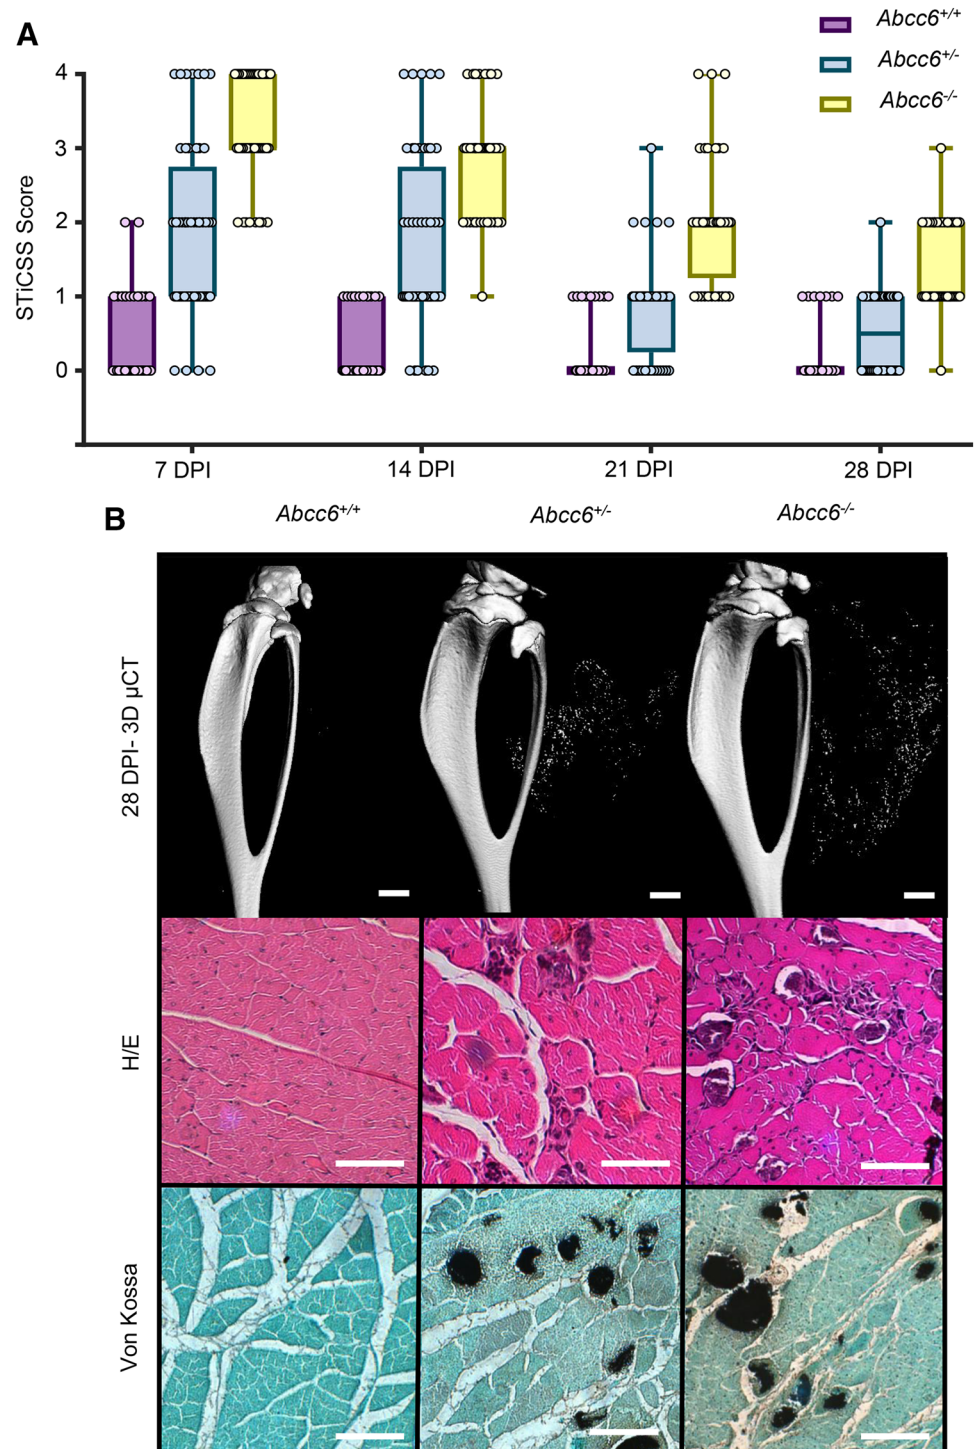 A
Abcc6+/+
Abcc6+/-
Abcc6-/-
STiCSS Score
4
3
2
1
0
7 DPI
14 DPI
21 DPI
28 DPI
B
Abcc6+/+
Abcc6+/-
Abcc6-/-
28 DPI- 3D µCT
H/E
Von Kossa